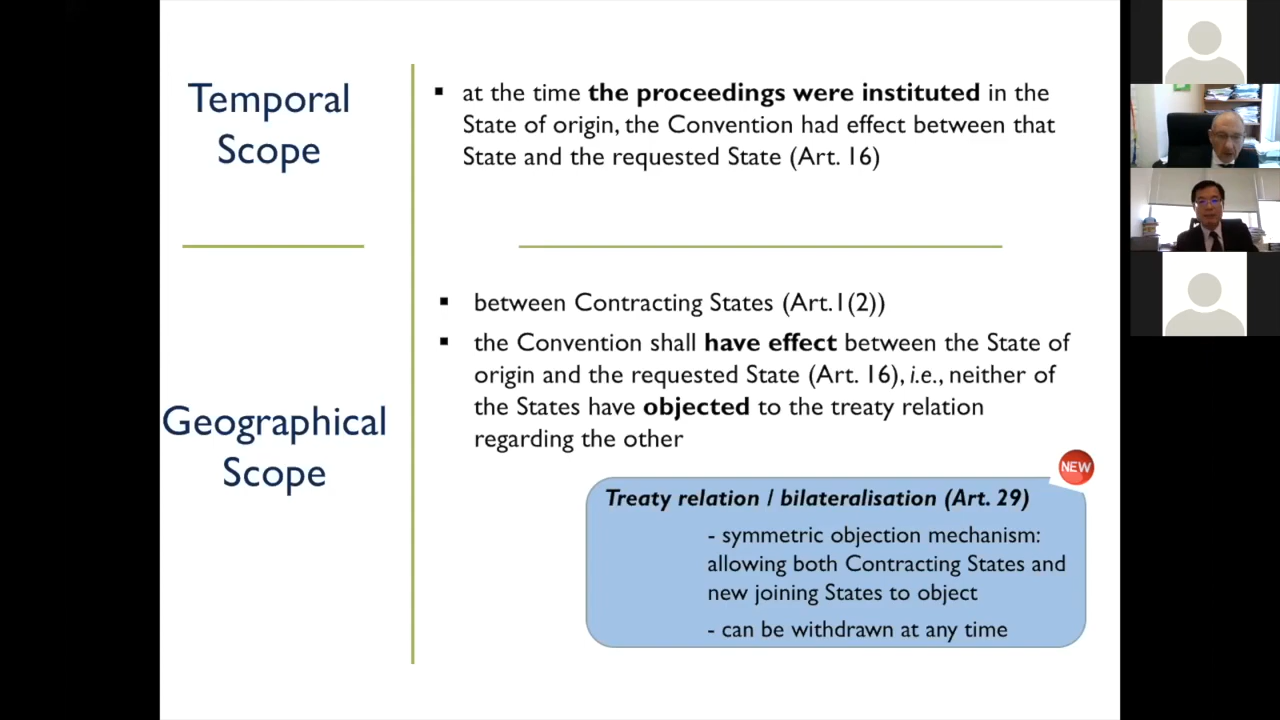 Temporal
Scope
▪ at the time the proceedings were instituted in the
State of origin, the Convention had effect between that
State and the requested State (Art. 16)
Geographical
Scope
▪ between Contracting States (Art.1(2))
▪ the Convention shall have effect between the State of
origin and the requested State (Art. 16), i.e., neither of
the States have objected to the treaty relation
regarding the other
NEW
Treaty relation / bilateralisation (Art. 29)
- symmetric objection mechanism:
allowing both Contracting States and
new joining States to object
- can be withdrawn at any time